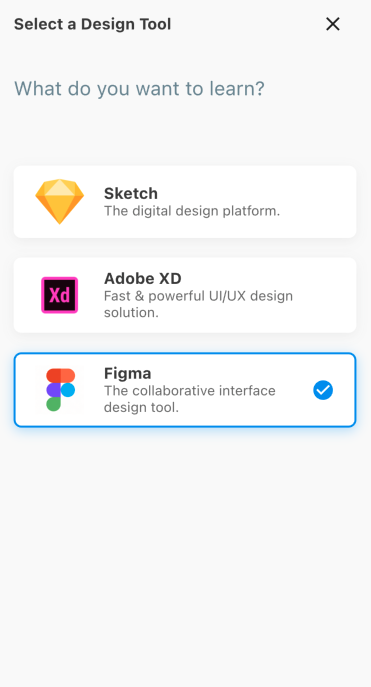 Select a Design Tool
What do you want to learn?
Sketch
The digital design platform.
Xd
Adobe XD
Fast & powerful UI/UX design
solution.
Figma
The collaborative interface
design tool.